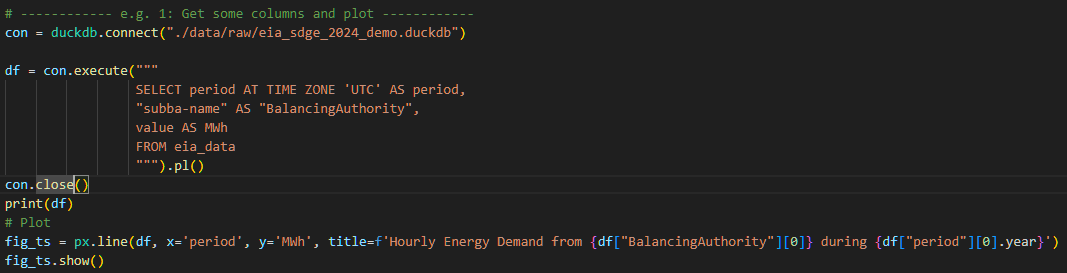 # ------------ e.g. 1: Get some columns and plot ------------
con = duckdb.connect("./data/raw/eia_sdge_2024_demo.duckdb")
df = con.execute("""
SELECT period AT TIME ZONE 'UTC' AS period,
"subba-name" AS "BalancingAuthority",
value AS MWh
FROM eia_data
""").pl()
con.close()
print(df)
# Plot
fig_ts = px.line(df, x='period', y='MWh', title=f'Hourly Energy Demand from {df["BalancingAuthority"][0]} during {df["period"][0].year}')
fig_ts.show()